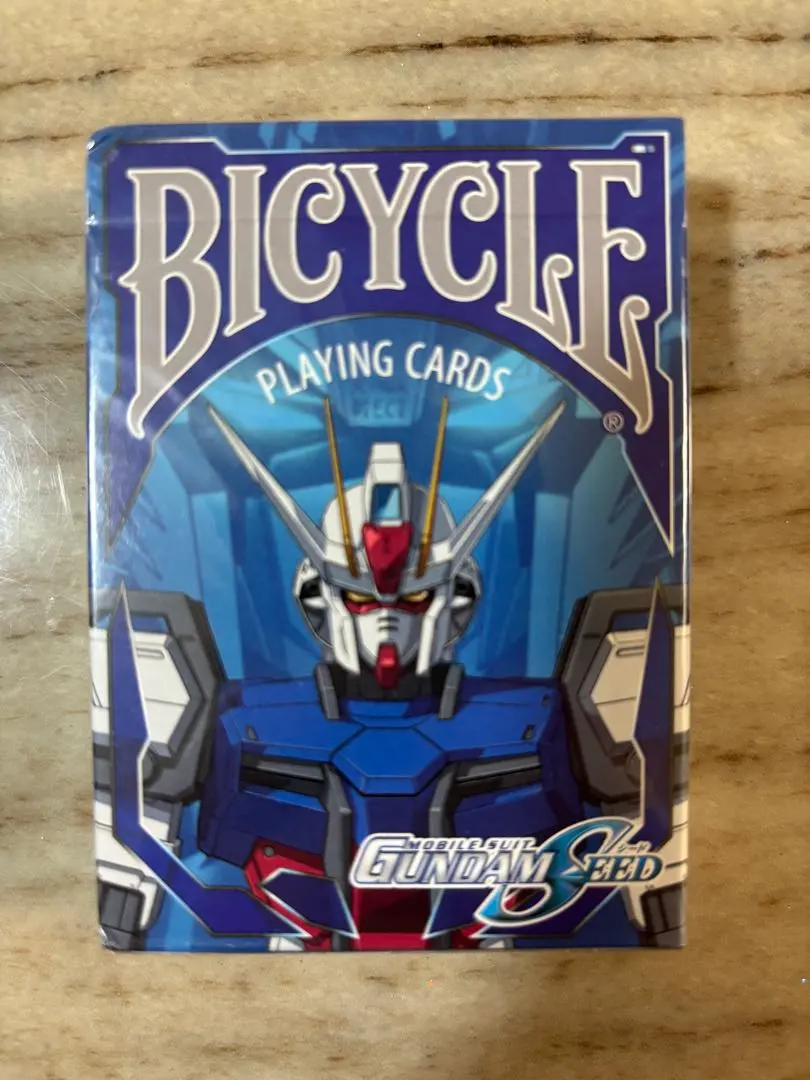 BICYCLE®
PLAYING CARDS
MOBILE SUIT
GUNDAM SEED
シード